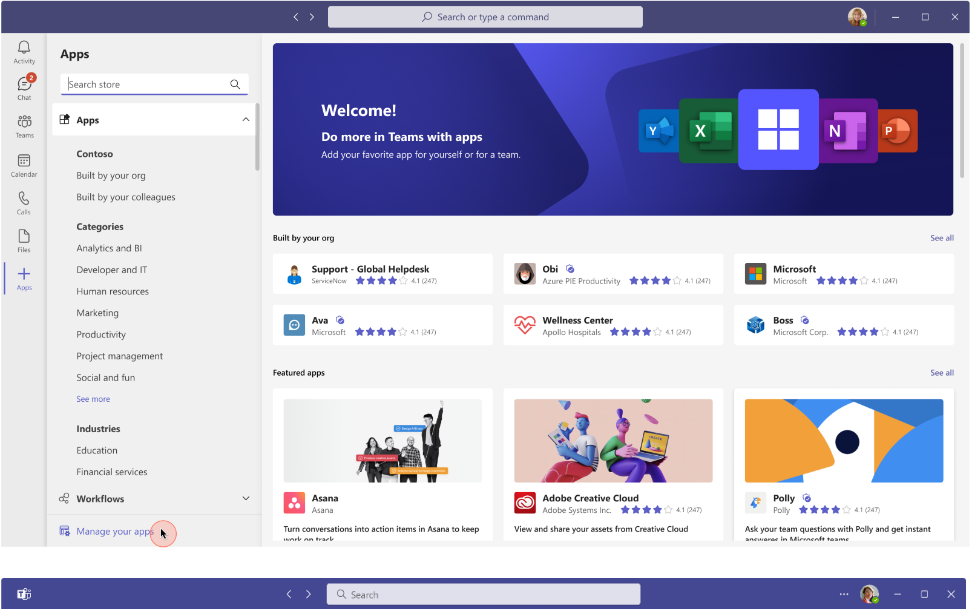 Search or type a command
Activity
Chat
2
Teams
Calendar
Calls
Files
Apps
Apps
Search store
Apps
Contoso
Built by your org
Built by your colleagues
Categories
Analytics and BI
Developer and IT
Human resources
Marketing
Productivity
Project management
Social and fun
See more
Industries
Education
Financial services
Workflows
Manage your apps
Welcome!
Do more in Teams with apps
Add your favorite app for yourself or for a team.
Y
X
N
P
Built by your org
See all
Support - Global Helpdesk
ServiceNow 4.1 (247)
Obi
Azure PIE Productivity 4.1 (247)
Microsoft
Microsoft 4.1 (247)
Ava
Microsoft 4.1 (247)
Wellness Center
Apollo Hospitals 4.1 (247)
Boss
Microsoft Corp. 4.1 (247)
Featured apps
See all
Asana
Asana
Turn conversations into action items in Asana to keep
work on track
Adobe Creative Cloud
Adobe Systems Inc. 4.1 (247)
View and share your assets from Creative Cloud
Polly
Polly 4.1 (247)
Ask your team questions with Polly and get instant
answers in Microsoft teams
Search